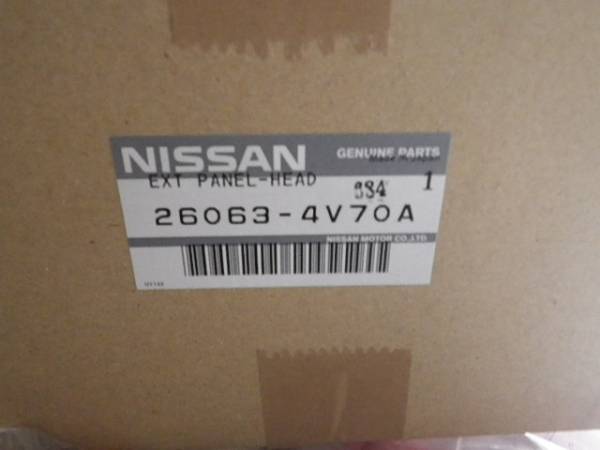 NISSAN
GENUINE PARTS
EXT PANEL-HEAD
1
26063-4V70A
NISSAN MOTOR CO.,LTD.